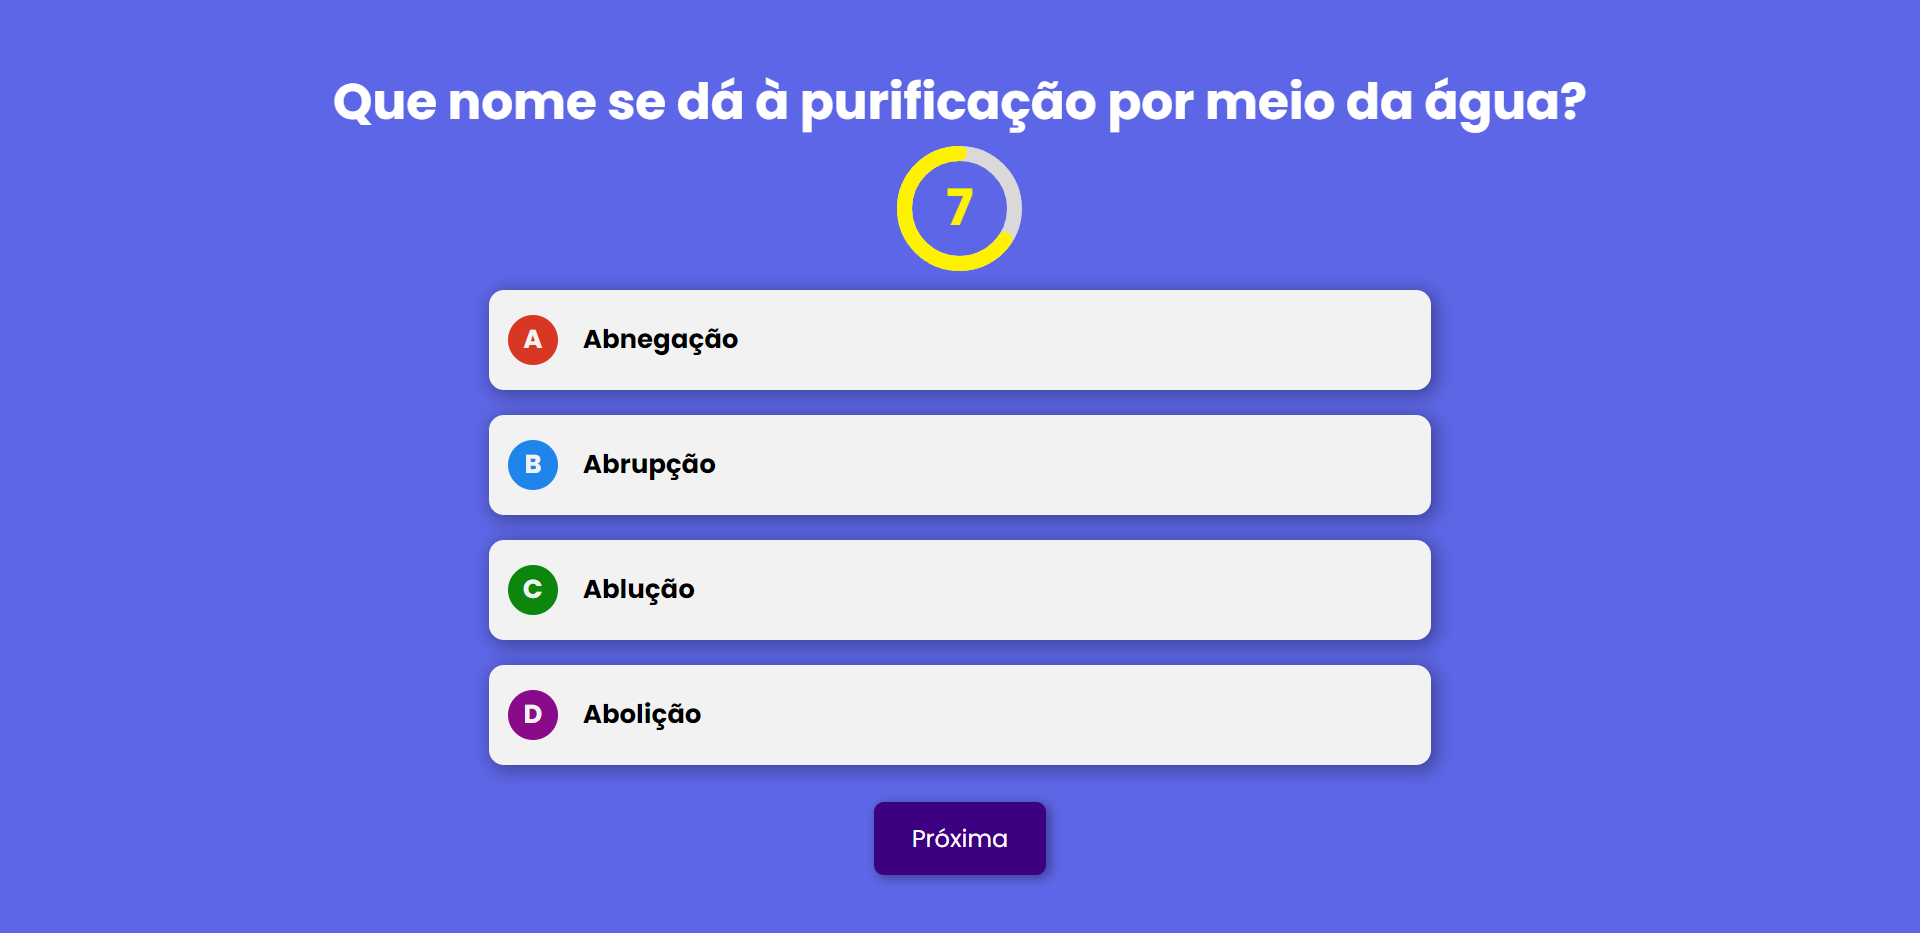 Que nome se dá à purificação por meio da água?
7
A Abnegação
B Abrupção
C Ablução
D Abolição
Próxima